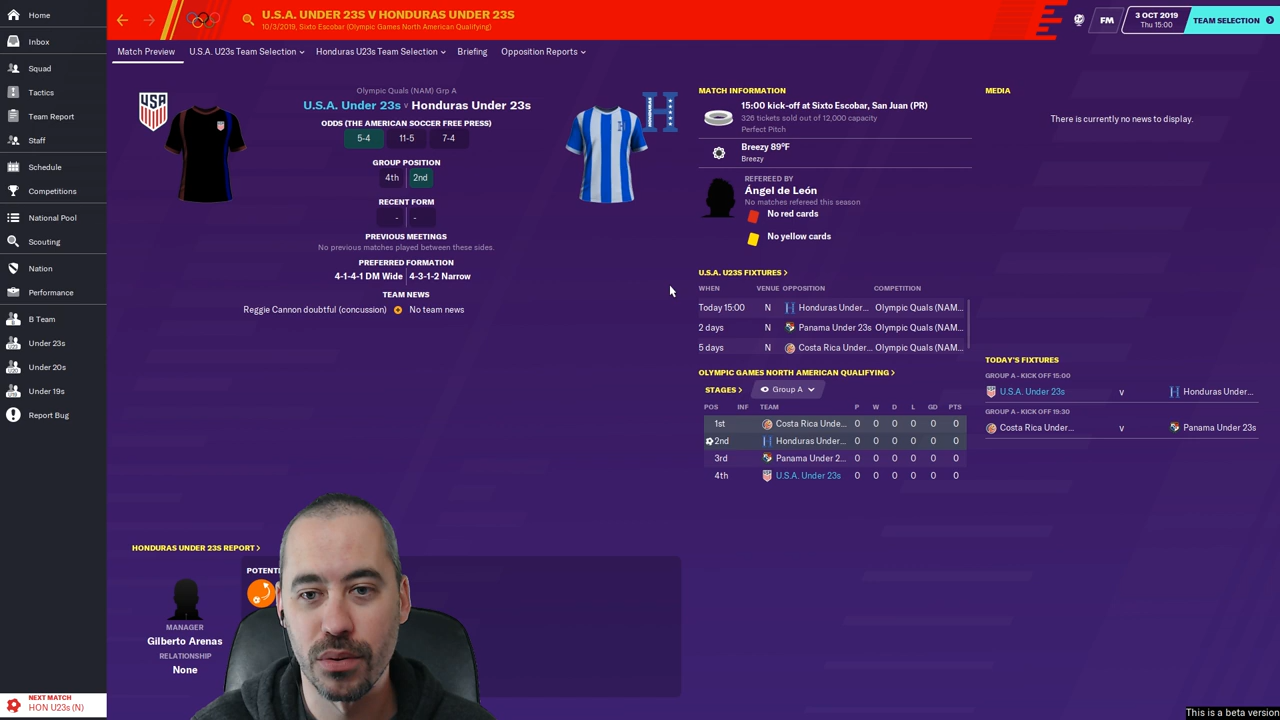 Home
Inbox
Squad
Tactics
Team Report
Staff
Schedule
Competitions
National Pool
Scouting
Nation
Performance
B Team
Under 23s
Under 20s
Under 19s
Report Bug
NEXT MATCH
HON U23s (N)
U.S.A. UNDER 23S V HONDURAS UNDER 23S
10/3/2019, Sixto Escobar (Olympic Games North American Qualifying)
FM
3 OCT 2019
Thu 15:00
TEAM SELECTION
Match Preview U.S.A. U23s Team Selection Honduras U23s Team Selection Briefing Opposition Reports
Olympic Quals (NAM) Grp A
U.S.A. Under 23s v Honduras Under 23s
ODDS (THE AMERICAN SOCCER FREE PRESS)
5-4 11-5 7-4
GROUP POSITION
4th 2nd
RECENT FORM
- -
PREVIOUS MEETINGS
No previous matches played between these sides.
PREFERRED FORMATION
4-1-4-1 DM Wide 4-3-1-2 Narrow
TEAM NEWS
Reggie Cannon doubtful (concussion) No team news
HONDURAS UNDER 23S REPORT
MANAGER
Gilberto Arenas
RELATIONSHIP
None
MATCH INFORMATION
15:00 kick-off at Sixto Escobar, San Juan (PR)
326 tickets sold out of 12,000 capacity
Perfect Pitch
Breezy 89°F
Breezy
REFEREED BY
Ángel de León
No matches refereed this season
No red cards
No yellow cards
U.S.A. U23S FIXTURES
WHEN VENUE OPPOSITION COMPETITION
Today 15:00 N Honduras Under... Olympic Quals (NAM...
2 days N Panama Under 23s Olympic Quals (NAM...
5 days N Costa Rica Under... Olympic Quals (NAM...
OLYMPIC GAMES NORTH AMERICAN QUALIFYING
STAGES Group A
POS INF TEAM P W D L GD PTS
1st Costa Rica Unde... 0 0 0 0 0 0
2nd Honduras Under... 0 0 0 0 0 0
3rd Panama Under 2... 0 0 0 0 0 0
4th U.S.A. Under 23s 0 0 0 0 0 0
MEDIA
There is currently no news to display.
TODAY'S FIXTURES
GROUP A - KICK OFF 15:00
U.S.A. Under 23s v Honduras Under...
GROUP A - KICK OFF 19:30
Costa Rica Under... v Panama Under 23s
This is a beta version